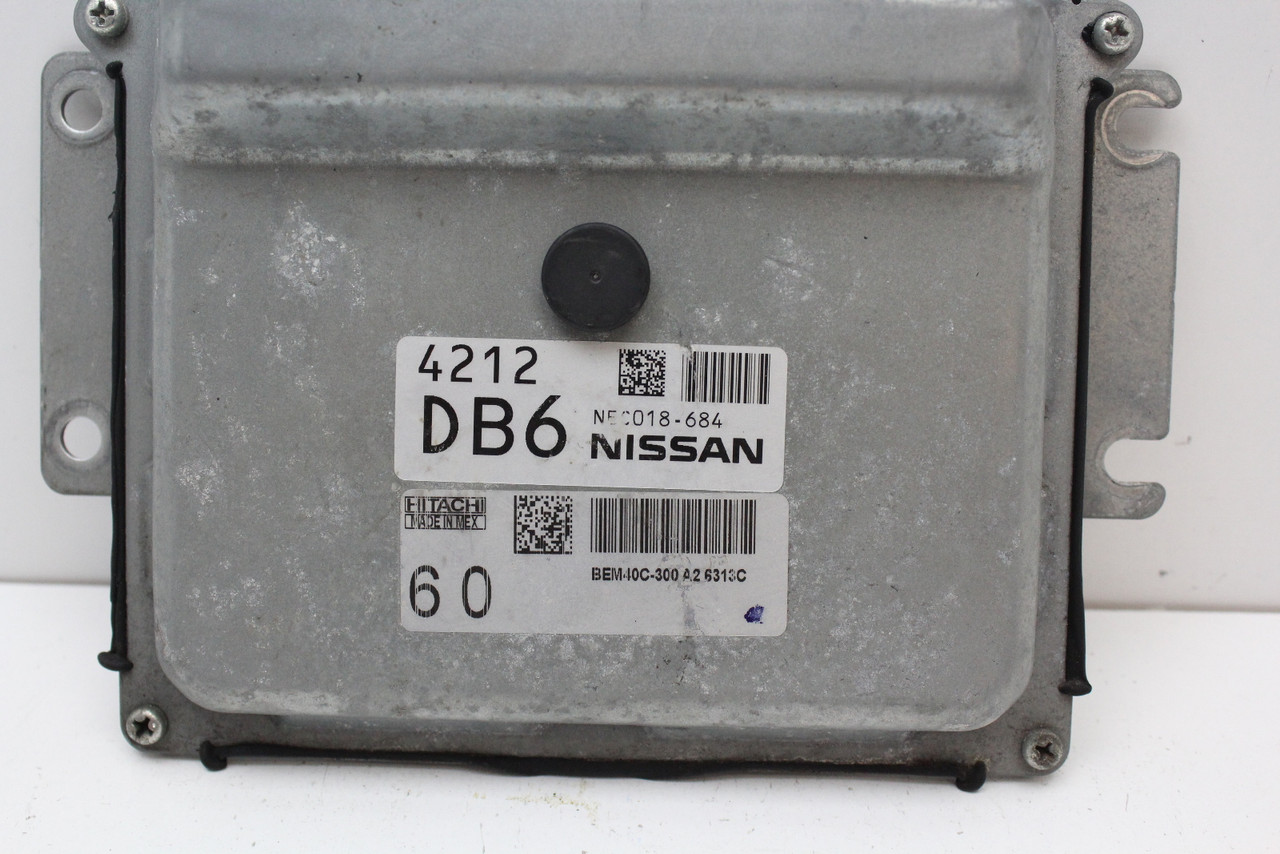 4212
DB6
NEC018-684
NISSAN
HITACHI
MADE IN MEX
60
BEM40C-300 A2 6313C